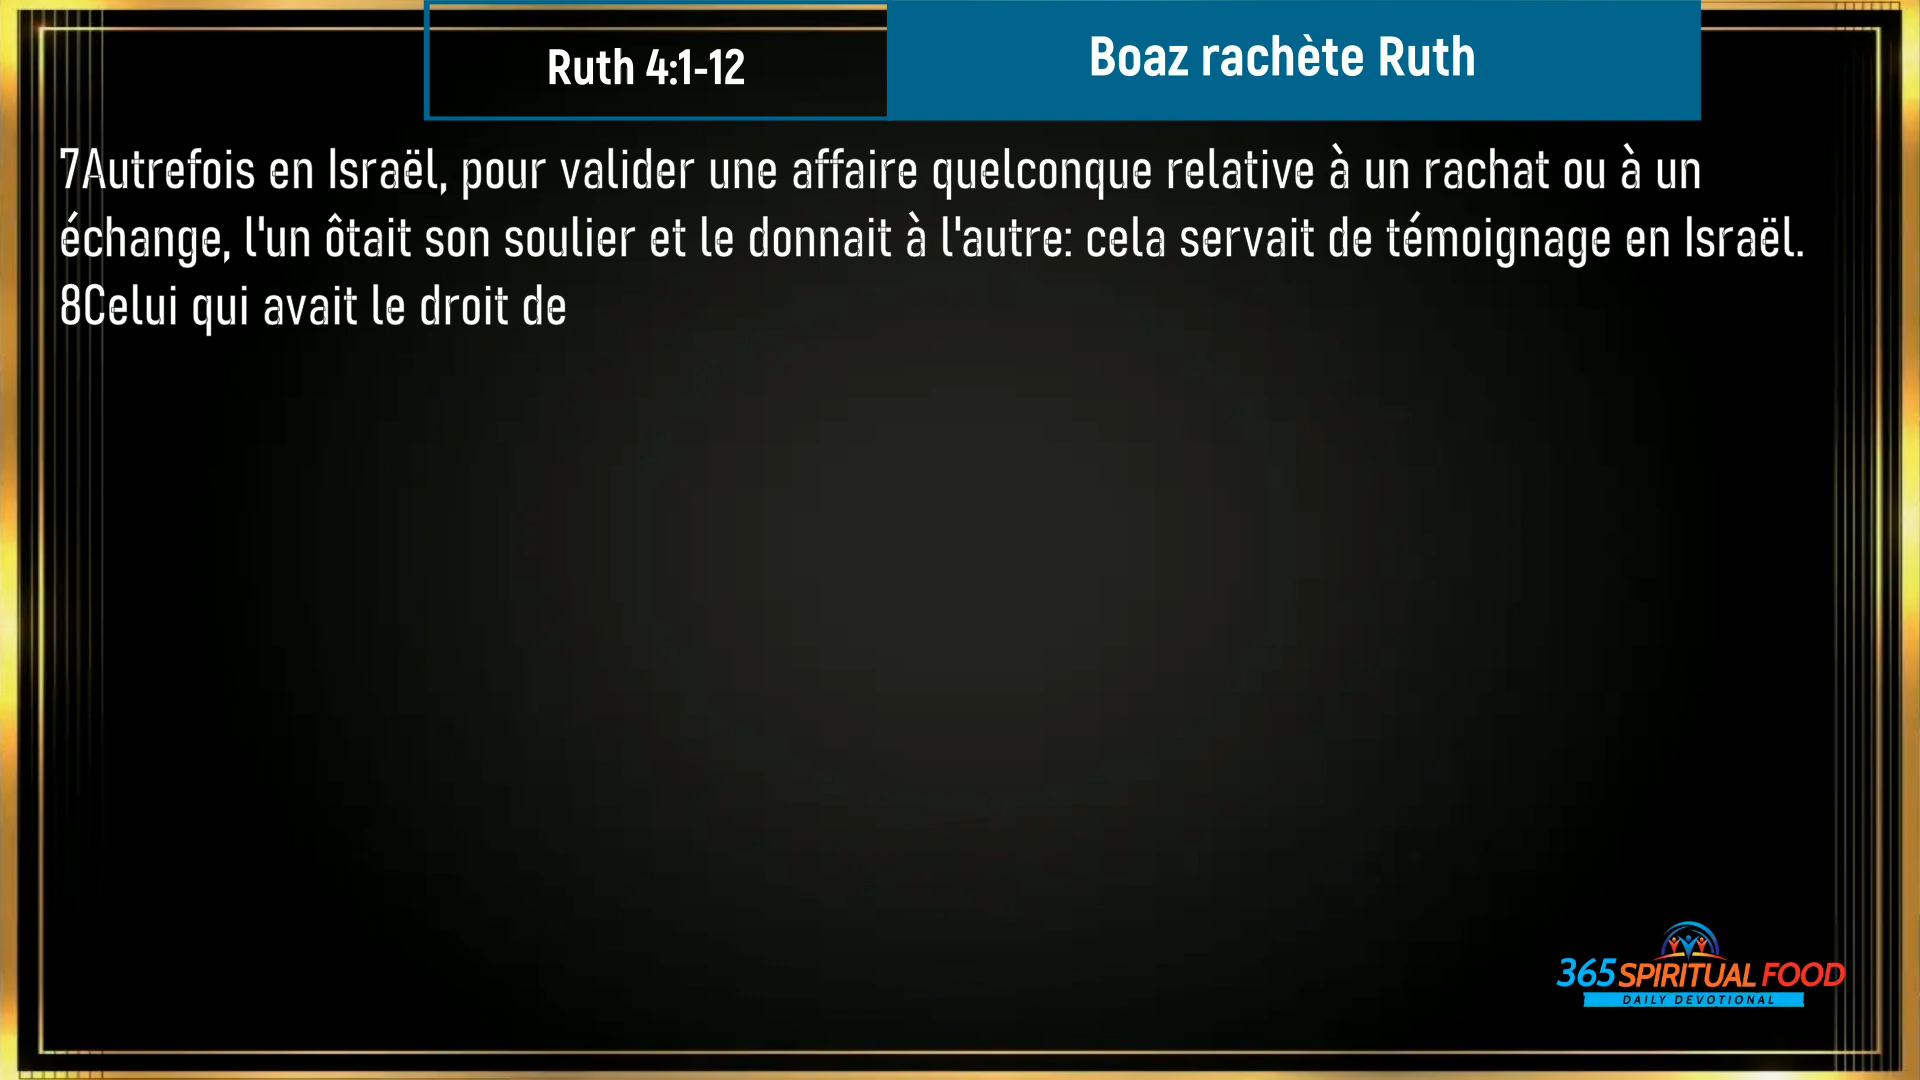 Ruth 4:1-12
Boaz rachète Ruth
7Autrefois en Israël, pour valider une affaire quelconque relative à un rachat ou à un
échange, l'un ôtait son soulier et le donnait à l'autre: cela servait de témoignage en Israël.
8Celui qui avait le droit de
365 SPIRITUAL FOOD
DAILY DEVOTIONAL